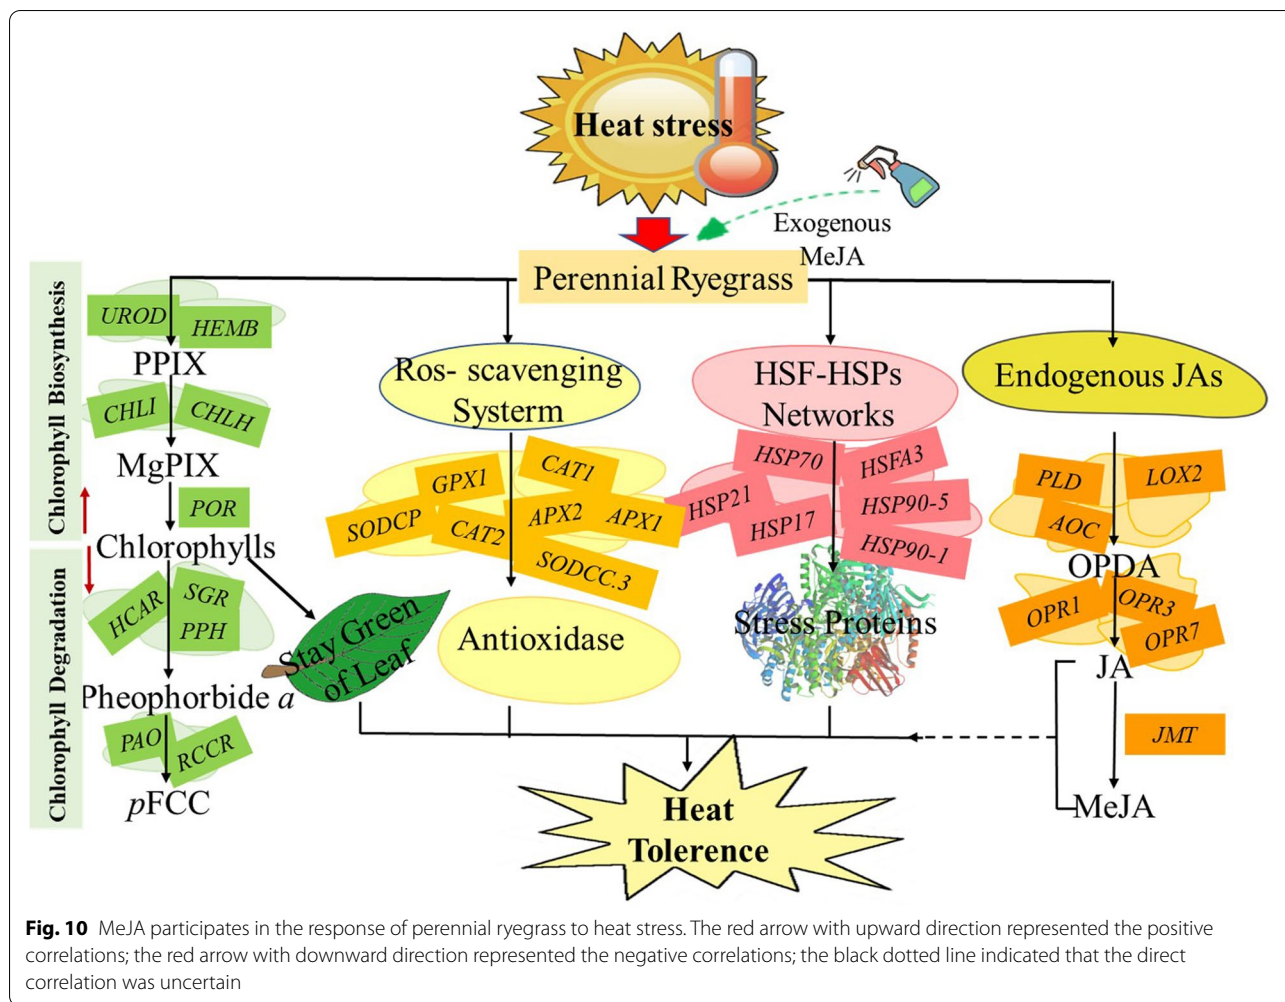 Heat stress
Exogenous
MeJA
Perennial Ryegrass
Chlorophyll Biosynthesis
UROD
HEMB
PPIX
CHLI
CHLH
MgPIX
POR
Chlorophylls
Chlorophyll Degradation
HCAR
SGR
PPH
Pheophorbide a
PAO
RCCR
pFCC
Stay Green
of Leaf
Ros- scavenging
Systerm
GPX1
CAT1
SODCP
CAT2
APX2
APX1
SODCC.3
Antioxidase
HSF-HSPs
Networks
HSP70
HSFA3
HSP21
HSP17
HSP90-5
HSP90-1
Stress Proteins
Endogenous JAs
PLD
LOX2
AOC
OPDA
OPR1
OPR3
OPR7
JA
JMT
MeJA
Heat
Tolerence
Fig. 10 MeJA participates in the response of perennial ryegrass to heat stress. The red arrow with upward direction represented the positive
correlations; the red arrow with downward direction represented the negative correlations; the black dotted line indicated that the direct
correlation was uncertain